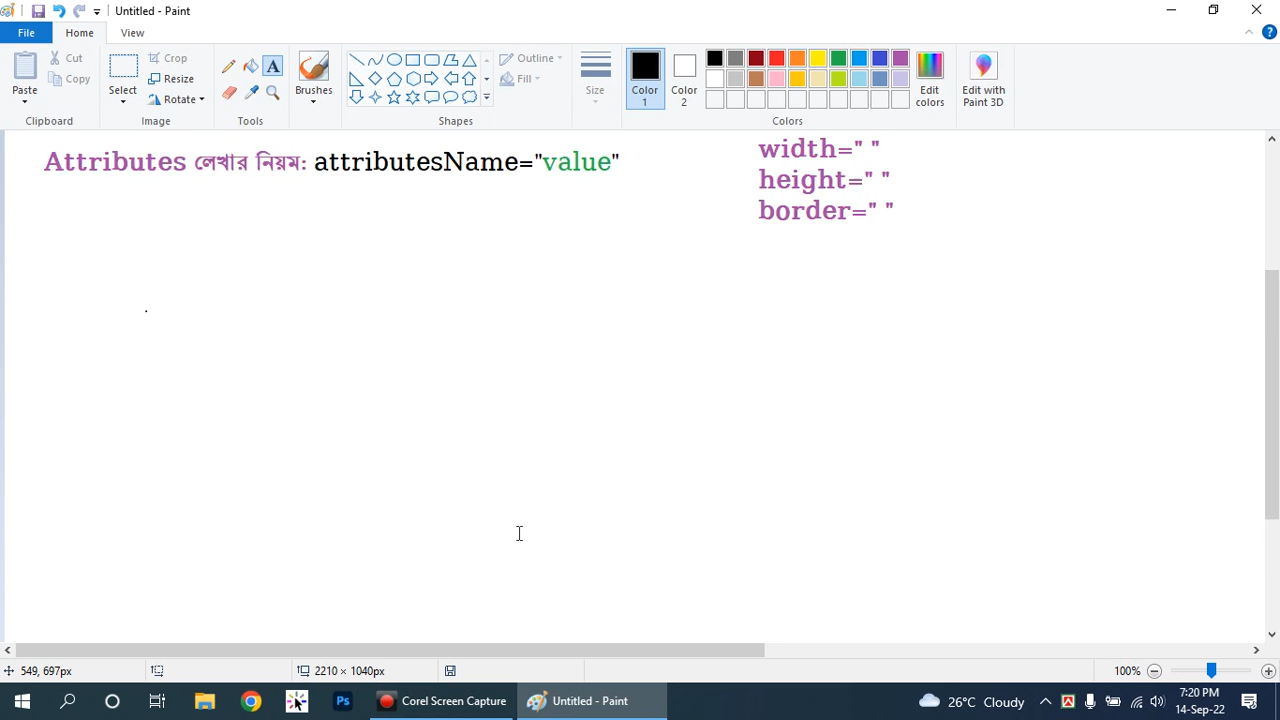 Untitled - Paint
File
Home
View
Paste
Cut
Copy
Clipboard
Select
Crop
Resize
Rotate
Image
A
Tools
Brushes
Shapes
Outline
Fill
Size
Color 1
Color 2
Colors
Edit colors
Edit with Paint 3D
Attributes লেখার নিয়ম: attributesName="value"
width=" "
height=" "
border=" "
549, 697px
2210 × 1040px
100%
Ps
Corel Screen Capture
Untitled - Paint
26°C Cloudy
7:20 PM
14-Sep-22